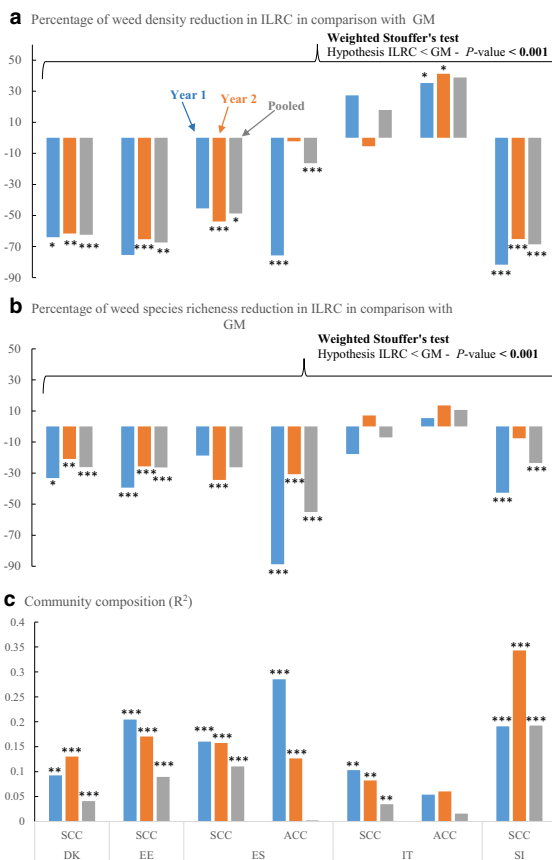 a Percentage of weed density reduction in ILRC in comparison with GM
Weighted Stouffer's test
Hypothesis ILRC < GM - P-value < 0.001
50
30
10
-10
-30
-50
-70
-90
Year 1
Year 2
Pooled
* ** *** *** ** *** * *** *** * * *** *** ***
b Percentage of weed species richeness reduction in ILRC in comparison with
GM
Weighted Stouffer's test
Hypothesis ILRC < GM - P-value < 0.001
50
30
10
-10
-30
-50
-70
-90
* ** *** *** *** *** *** *** *** *** *** ***
c Community composition (R²)
0.4
0.35
0.3
0.25
0.2
0.15
0.1
0.05
0
** *** *** *** *** *** *** *** *** *** *** ** ** ** *** *** ***
SCC SCC SCC ACC SCC ACC SCC
DK EE ES IT SI